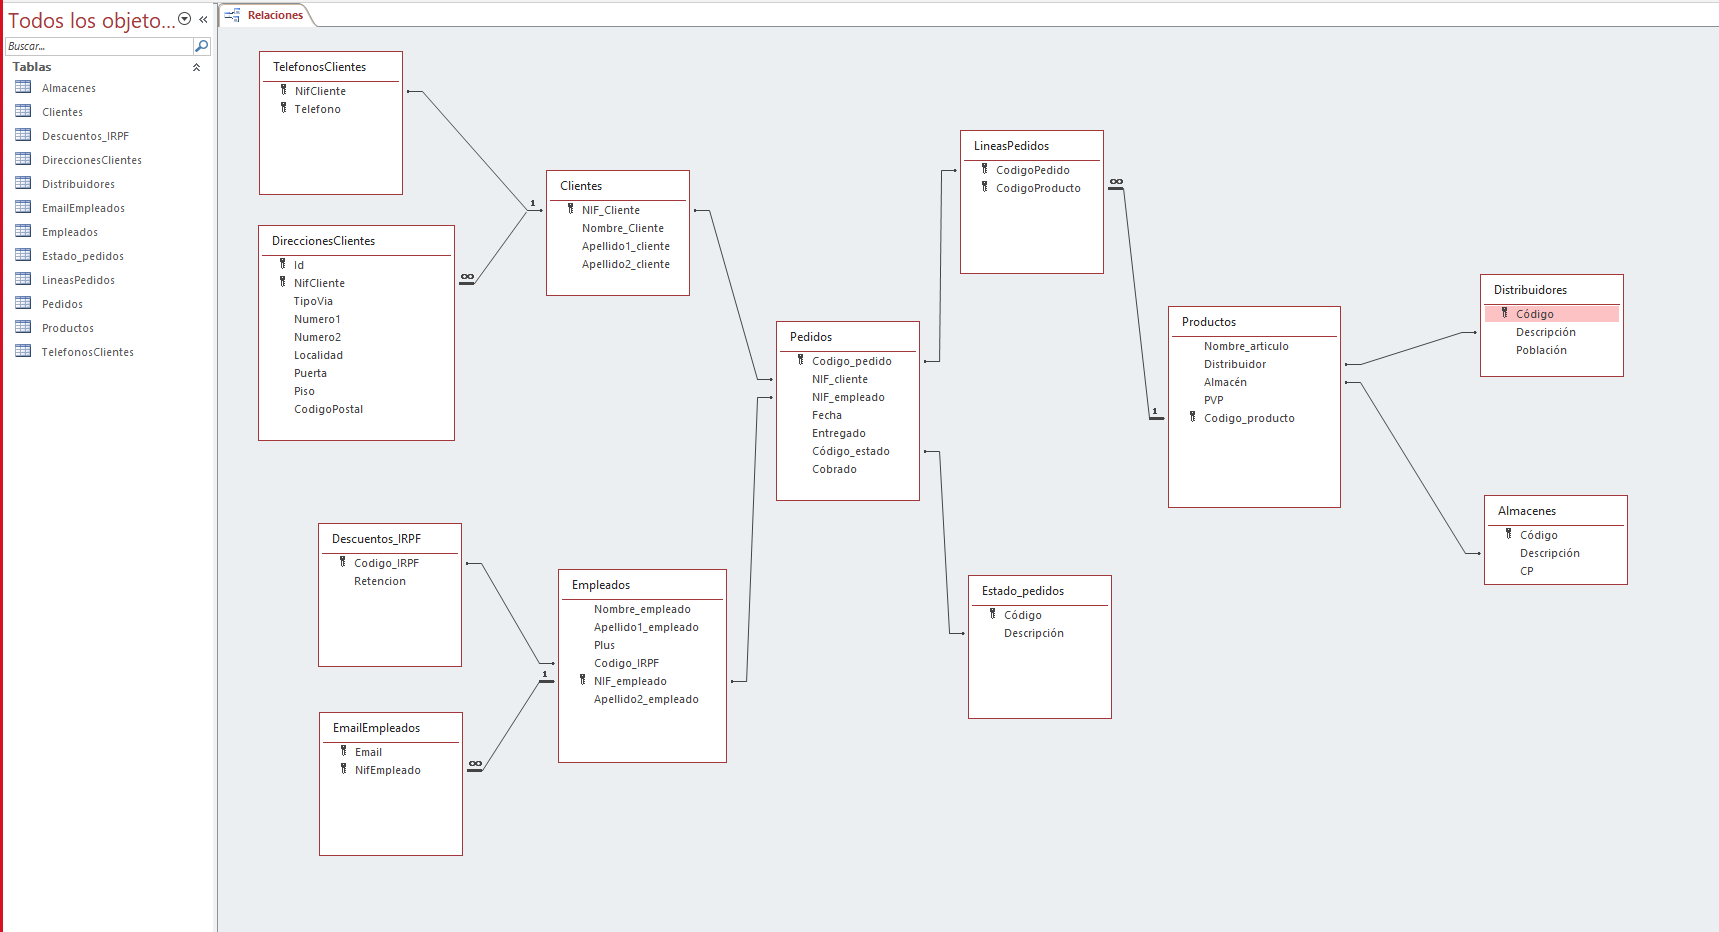 Todos los objeto...
Buscar...
Tablas
Almacenes
Clientes
Descuentos_IRPF
DireccionesClientes
Distribuidores
EmailEmpleados
Empleados
Estado_pedidos
LineasPedidos
Pedidos
Productos
TelefonosClientes
Relaciones
TelefonosClientes
NifCliente
Telefono
DireccionesClientes
Id
NifCliente
TipoVia
Numero1
Numero2
Localidad
Puerta
Piso
CodigoPostal
∞
1
Clientes
NIF_Cliente
Nombre_Cliente
Apellido1_cliente
Apellido2_cliente
Descuentos_IRPF
Codigo_IRPF
Retencion
EmailEmpleados
Email
NifEmpleado
∞
1
Empleados
Nombre_empleado
Apellido1_empleado
Plus
Codigo_IRPF
NIF_empleado
Apellido2_empleado
Pedidos
Codigo_pedido
NIF_cliente
NIF_empleado
Fecha
Entregado
Código_estado
Cobrado
LineasPedidos
CodigoPedido
CodigoProducto
∞
1
Estado_pedidos
Código
Descripción
Productos
Nombre_articulo
Distribuidor
Almacén
PVP
Codigo_producto
Distribuidores
Código
Descripción
Población
Almacenes
Código
Descripción
CP